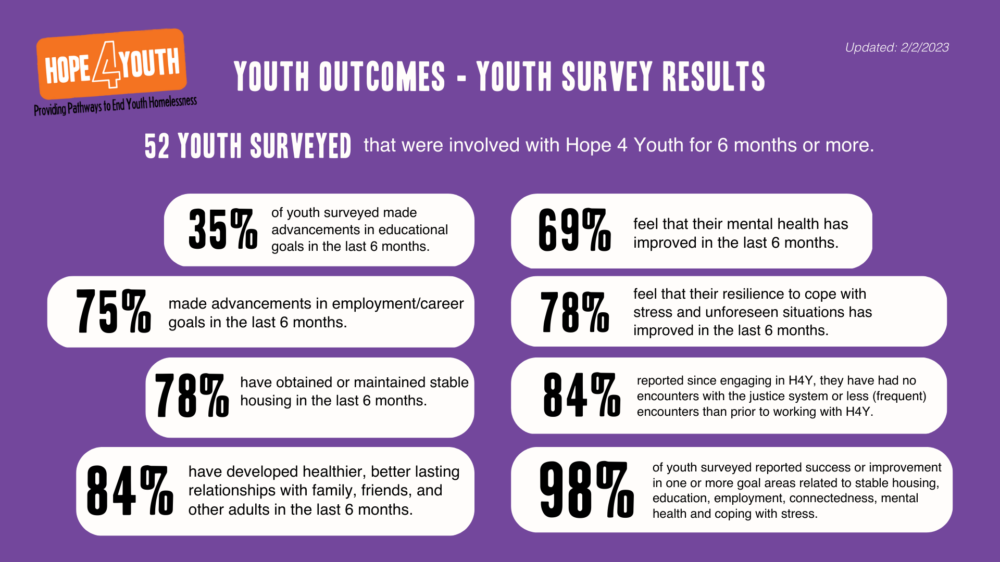 HOPE 4 YOUTH
Providing Pathways to End Youth Homelessness
Updated: 2/2/2023
YOUTH OUTCOMES - YOUTH SURVEY RESULTS
52 YOUTH SURVEYED that were involved with Hope 4 Youth for 6 months or more.
35%
of youth surveyed made
advancements in educational
goals in the last 6 months.
75%
made advancements in employment/career
goals in the last 6 months.
78%
have obtained or maintained stable
housing in the last 6 months.
84%
have developed healthier, better lasting
relationships with family, friends, and
other adults in the last 6 months.
69%
feel that their mental health has
improved in the last 6 months.
78%
feel that their resilience to cope with
stress and unforeseen situations has
improved in the last 6 months.
84%
reported since engaging in H4Y, they have had no
encounters with the justice system or less (frequent)
encounters than prior to working with H4Y.
98%
of youth surveyed reported success or improvement
in one or more goal areas related to stable housing,
education, employment, connectedness, mental
health and coping with stress.